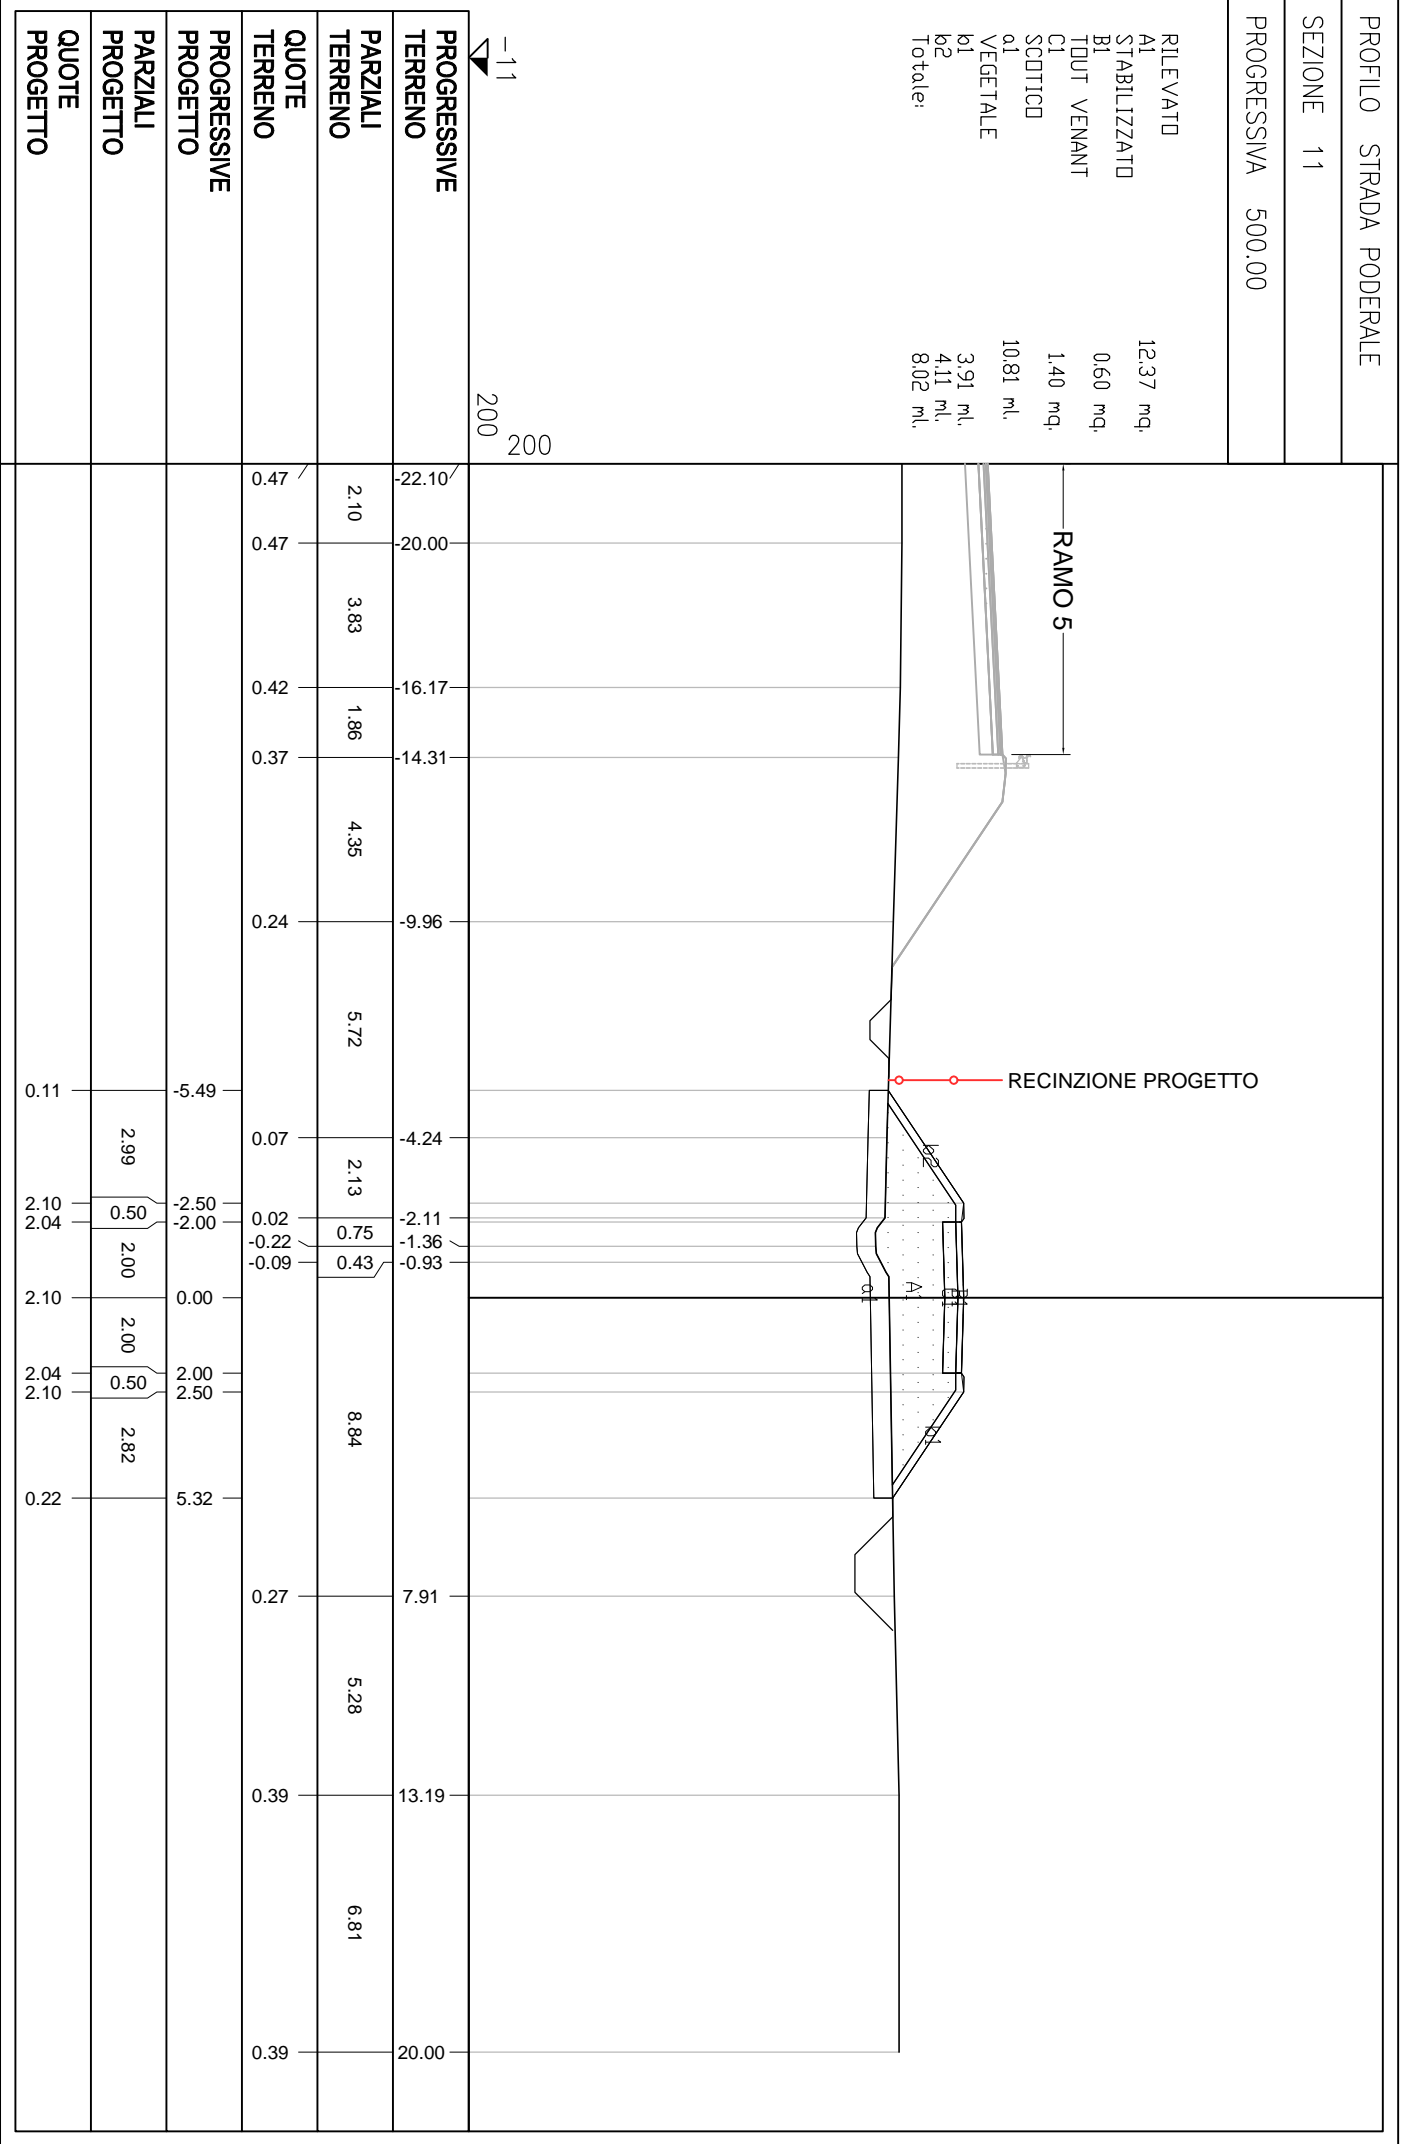 PROFILO STRADA PODERALE
SEZIONE 11
PROGRESSIVA 500.00
RILEVATO
A1 12.37 mq.
STABILIZZATO
B1 0.60 mq.
TOUT VENANT
C1 1.40 mq.
SCOTICO
a1 10.81 ml.
VEGETALE
b1 3.91 ml.
b2 4.11 ml.
Totale: 8.02 ml.
RAMO 5
RECINZIONE PROGETTO
b2
a1
A1
B1
b1
200
200
-11
PROGRESSIVE TERRENO
-22.10 -20.00 -16.17 -14.31 -9.96 -4.24 -2.11 -1.36 -0.93 7.91 13.19 20.00
PARZIALI TERRENO
2.10 3.83 1.86 4.35 5.72 2.13 0.75 0.43 8.84 5.28 6.81
QUOTE TERRENO
0.47 0.47 0.42 0.37 0.24 0.07 0.02 -0.22 -0.09 0.27 0.39 0.39
PROGRESSIVE PROGETTO
-5.49 -2.50 -2.00 0.00 2.00 2.50 5.32
PARZIALI PROGETTO
2.99 0.50 2.00 2.00 0.50 2.82
QUOTE PROGETTO
0.11 2.10 2.04 2.10 2.04 2.10 0.22